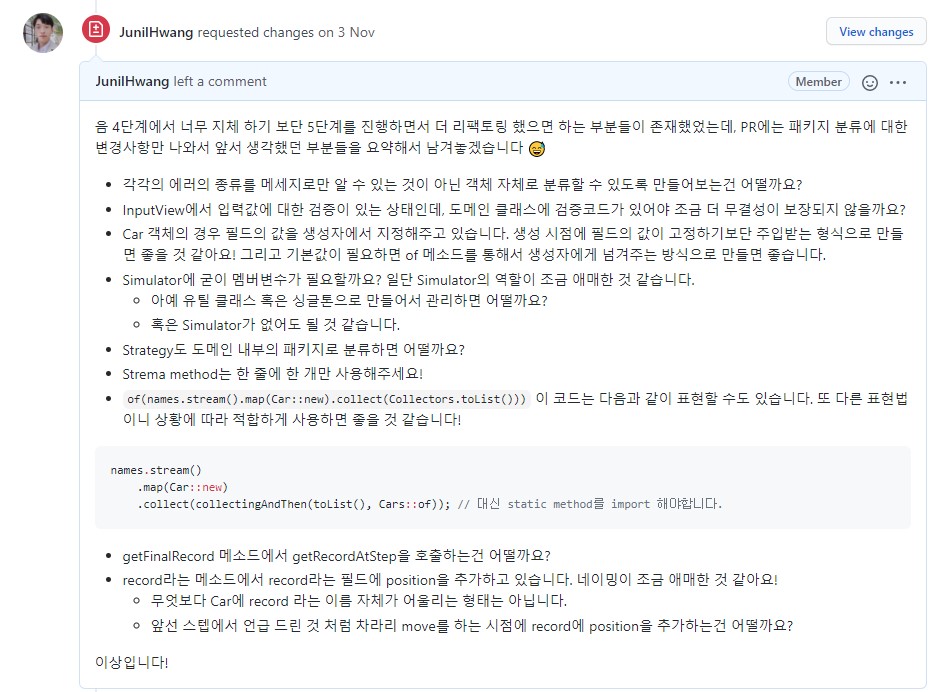 JunilHwang requested changes on 3 Nov
View changes
JunilHwang left a comment
Member
음 4단계에서 너무 지체 하기 보단 5단계를 진행하면서 더 리팩토링 했으면 하는 부분들이 존재했었는데, PR에는 패키지 분류에 대한
변경사항만 나와서 앞서 생각했던 부분들을 요약해서 남겨놓겠습니다 😅
• 각각의 에러의 종류를 메세지로만 알 수 있는 것이 아닌 객체 자체로 분류할 수 있도록 만들어보는건 어떨까요?
• InputView에서 입력값에 대한 검증이 있는 상태인데, 도메인 클래스에 검증코드가 있어야 조금 더 무결성이 보장되지 않을까요?
• Car 객체의 경우 필드의 값을 생성자에서 지정해주고 있습니다. 생성 시점에 필드의 값이 고정하기보단 주입받는 형식으로 만들
면 좋을 것 같아요! 그리고 기본값이 필요하면 of 메소드를 통해서 생성자에게 넘겨주는 방식으로 만들면 좋습니다.
• Simulator에 굳이 멤버변수가 필요할까요? 일단 Simulator의 역할이 조금 애매한 것 같습니다.
◦ 아예 유틸 클래스 혹은 싱글톤으로 만들어서 관리하면 어떨까요?
◦ 혹은 Simulator가 없어도 될 것 같습니다.
• Strategy도 도메인 내부의 패키지로 분류하면 어떨까요?
• Strema method는 한 줄에 한 개만 사용해주세요!
• of(names.stream().map(Car::new).collect(Collectors.toList())) 이 코드는 다음과 같이 표현할 수도 있습니다. 또 다른 표현법
이니 상황에 따라 적합하게 사용하면 좋을 것 같습니다!
names.stream()
    .map(Car::new)
    .collect(collectingAndThen(toList(), Cars::of)); // 대신 static method를 import 해야합니다.
• getFinalRecord 메소드에서 getRecordAtStep을 호출하는건 어떨까요?
• record라는 메소드에서 record라는 필드에 position을 추가하고 있습니다. 네이밍이 조금 애매한 것 같아요!
◦ 무엇보다 Car에 record 라는 이름 자체가 어울리는 형태는 아닙니다.
◦ 앞선 스텝에서 언급 드린 것 처럼 차라리 move를 하는 시점에 record에 position을 추가하는건 어떨까요?
이상입니다!